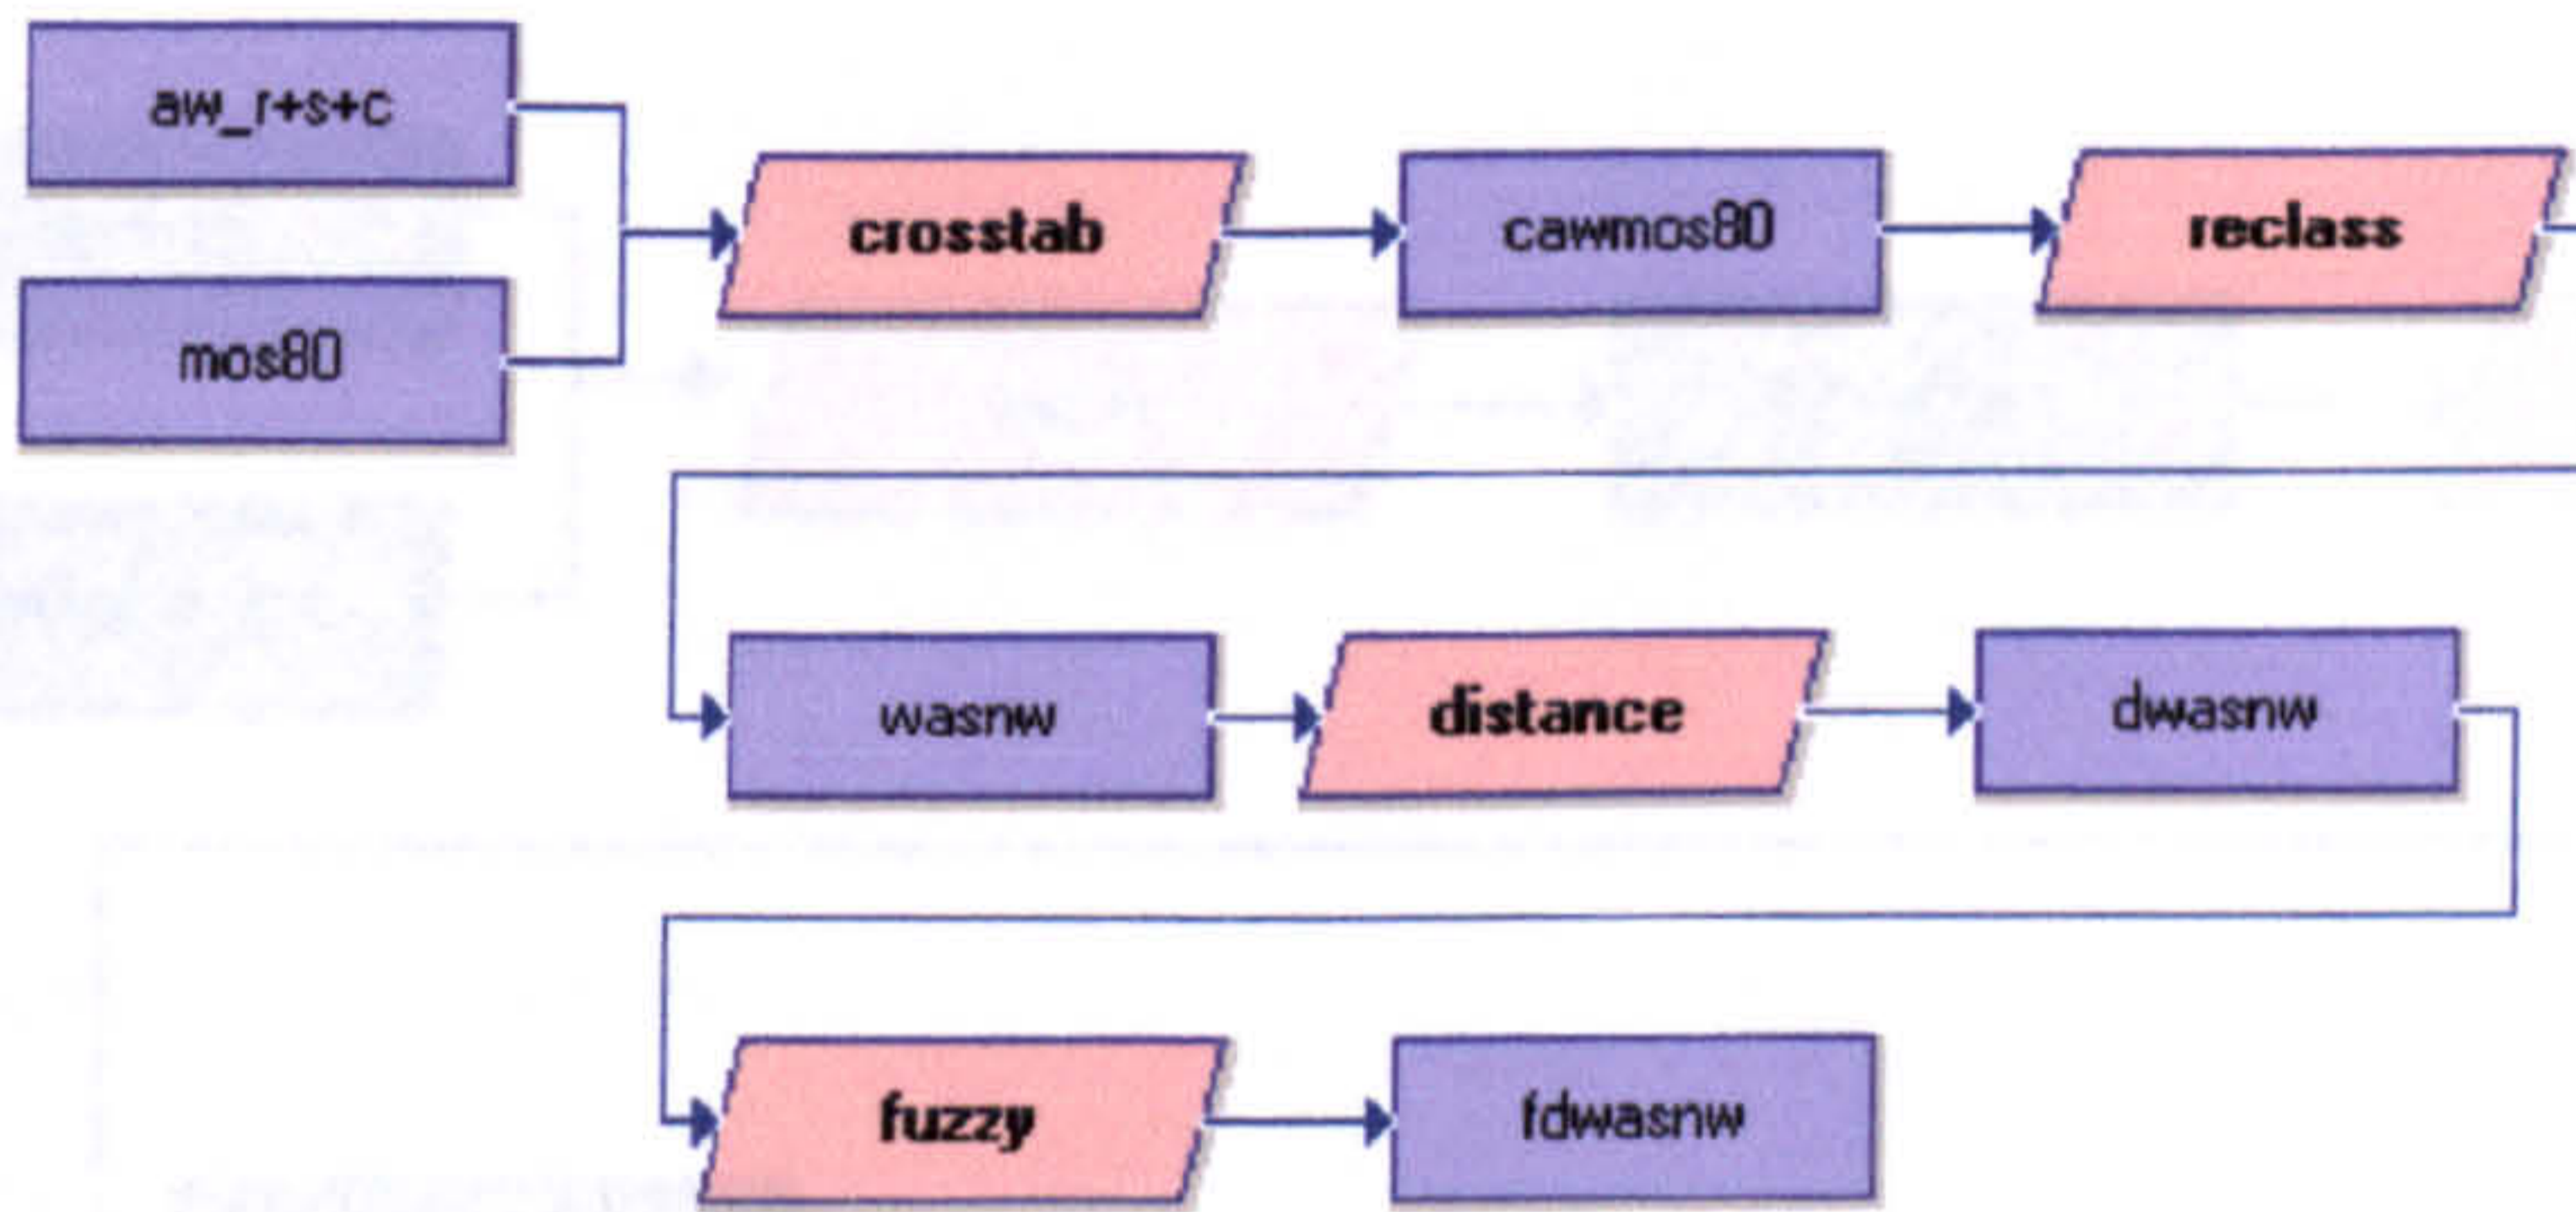 aw_r+s+c
mos80
crosstab
cawmos80
reclass
wasnw
distance
dwasnw
fuzzy
fdwasnw